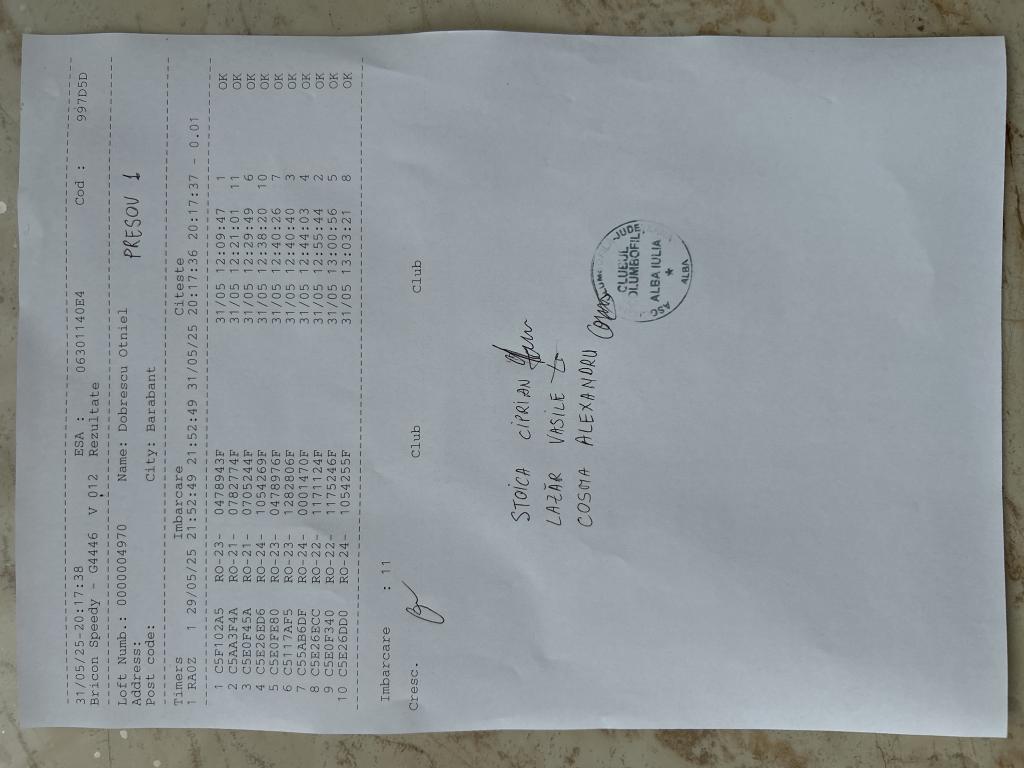 31/05/25-20:17:38 ESA : 06301140E4 Cod : 997D5D
Bricon Speedy - G4446 V 012 Rezultate
Loft Numb.: 0000004970 Name: Dobrescu Otniel PRESOV 1
Address:
Post code: City: Barabant
Timers Imbarcare Citeste
1 RA0Z 1 29/05/25 21:52:49 21:52:49 31/05/25 20:17:36 20:17:37 - 0.01
1 C5F102A5 RO-23- 0478943F 31/05 12:09:47 1 OK
2 C5AA3F4A RO-21- 0782774F 31/05 12:21:01 11 OK
3 C5E0F45A RO-21- 0705244F 31/05 12:29:49 6 OK
4 C5E26ED6 RO-24- 1054269F 31/05 12:38:20 10 OK
5 C5E0FE80 RO-23- 0478976F 31/05 12:40:26 7 OK
6 C5117AF5 RO-23- 1282806F 31/05 12:40:40 3 OK
7 C55AB6DF RO-24- 0001470F 31/05 12:44:03 4 OK
8 C5E26ECC RO-22- 1171124F 31/05 12:55:44 2 OK
9 C5E0F340 RO-22- 1175246F 31/05 13:00:56 5 OK
10 C5E26DD0 RO-24- 1054255F 31/05 13:03:21 8 OK
Imbarcare : 11
Cresc. Club Club
STOICA CIPRIAN
LAZĂR VASILE
COSMA ALEXANDRU
CLUBUL
ALBA IULIA
ALBA